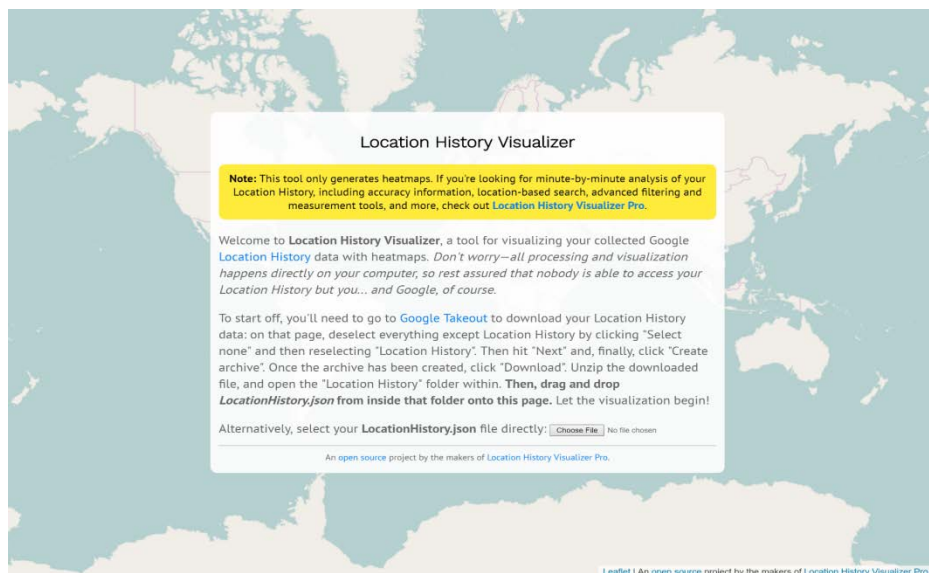 Location History Visualizer
Note: This tool only generates heatmaps. If you're looking for minute-by-minute analysis of your
Location History, including accuracy information, location-based search, advanced filtering and
measurement tools, and more, check out Location History Visualizer Pro.
Welcome to Location History Visualizer, a tool for visualizing your collected Google
Location History data with heatmaps. Don't worry—all processing and visualization
happens directly on your computer, so rest assured that nobody is able to access your
Location History but you... and Google, of course.
To start off, you'll need to go to Google Takeout to download your Location History
data: on that page, deselect everything except Location History by clicking "Select
none" and then reselecting "Location History". Then hit "Next" and, finally, click "Create
archive". Once the archive has been created, click "Download". Unzip the downloaded
file, and open the "Location History" folder within. Then, drag and drop
LocationHistory.json from inside that folder onto this page. Let the visualization begin!
Alternatively, select your LocationHistory.json file directly: Choose File No file chosen
An open source project by the makers of Location History Visualizer Pro.
Leaflet | An open source project by the makers of Location History Visualizer Pro